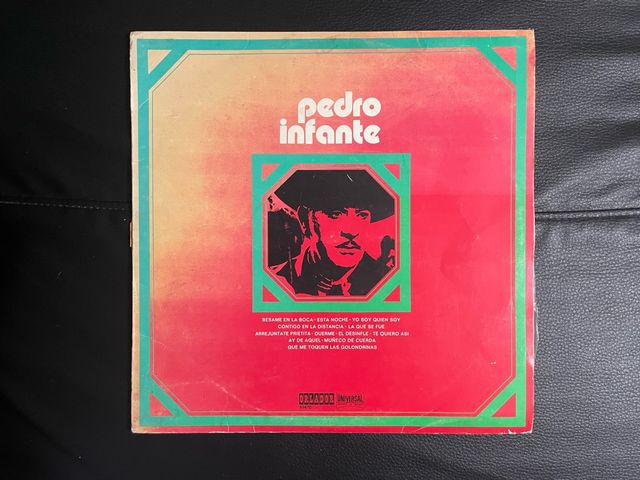 pedro
infante
BESAME EN LA BOCA · ESTA NOCHE · YO SOY QUIEN SOY
CONTIGO EN LA DISTANCIA · LA QUE SE FUE
ARREJUNTATE PRIETITA · DUERME · EL DESINFLE · TE QUIERO ASI
AY DE AQUEL · MUÑECO DE CUERDA
QUE ME TOQUEN LAS GOLONDRINAS
ORLADOR UNIVERSAL